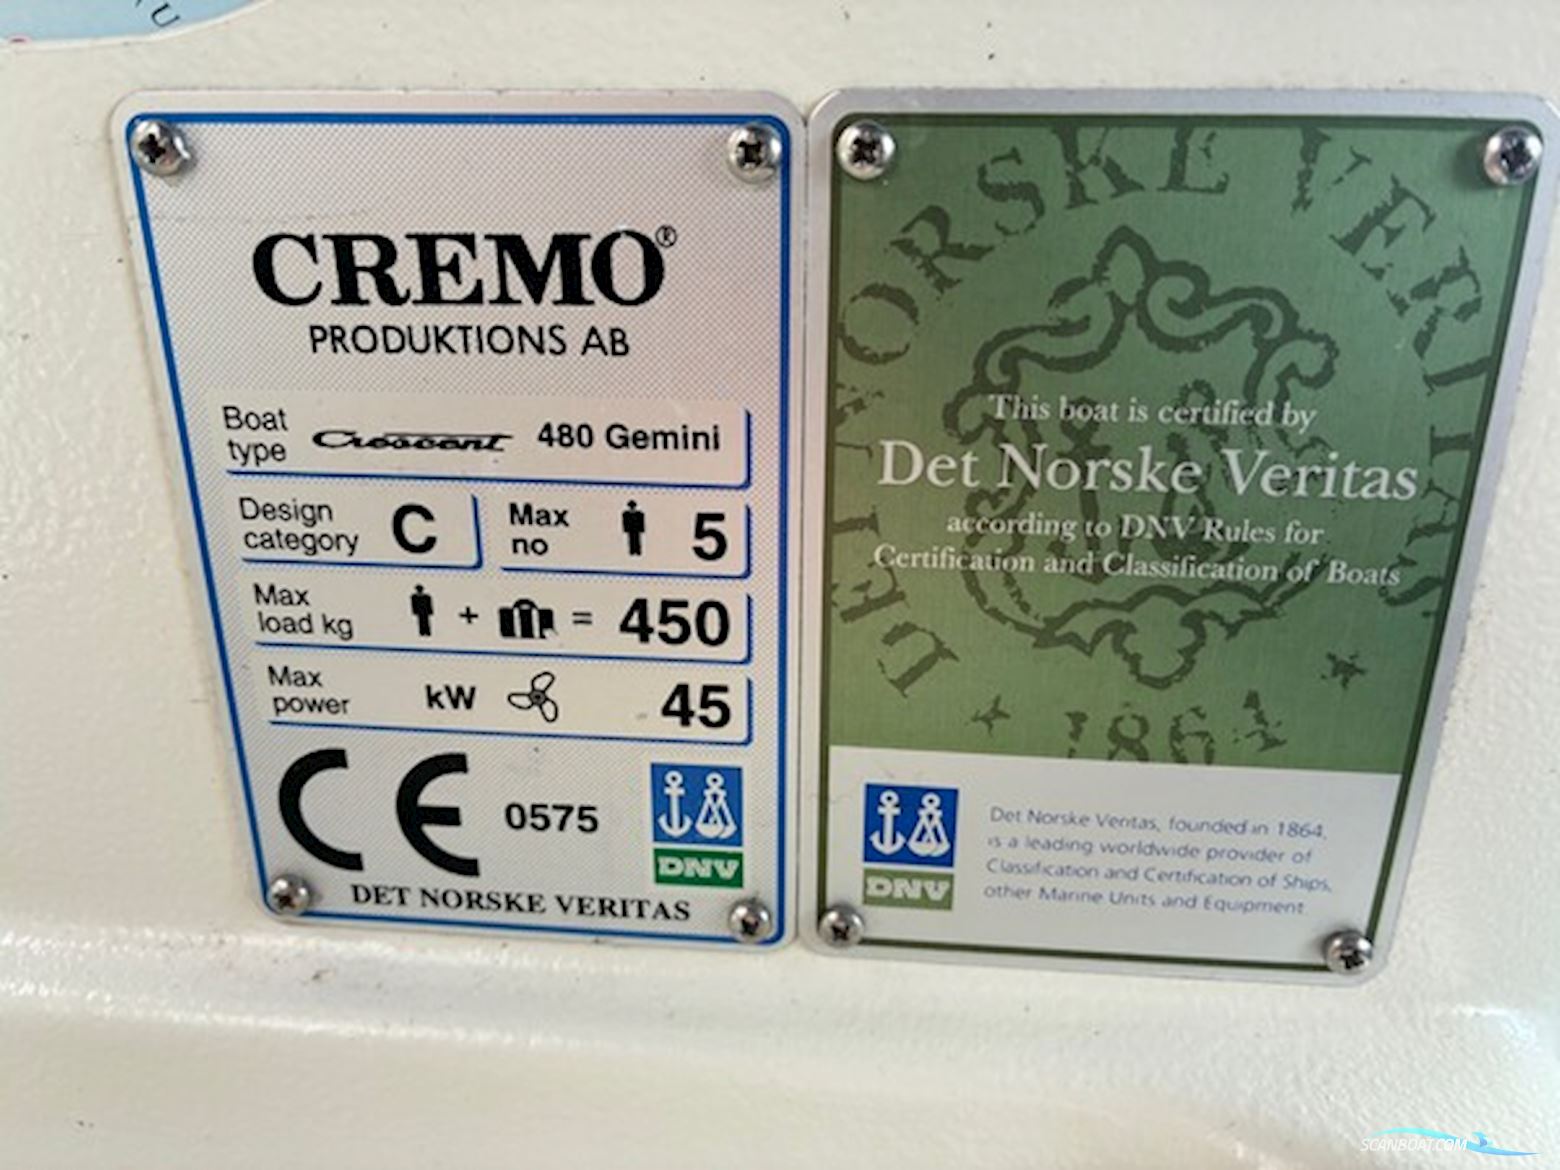 CREMO®
PRODUKTIONS AB
Boat type Crescent 480 Gemini
Design category C
Max no 5
Max load kg + = 450
Max power kW 45
CE 0575
DNV
DET NORSKE VERITAS
DET NORSKE VERITAS
1864
This boat is certified by
Det Norske Veritas
according to DNV Rules for
Certification and Classification of Boats
DNV
Det Norske Veritas, founded in 1864,
is a leading worldwide provider of
Classification and Certification of Ships,
other Marine Units and Equipment
SCANBOAT.COM